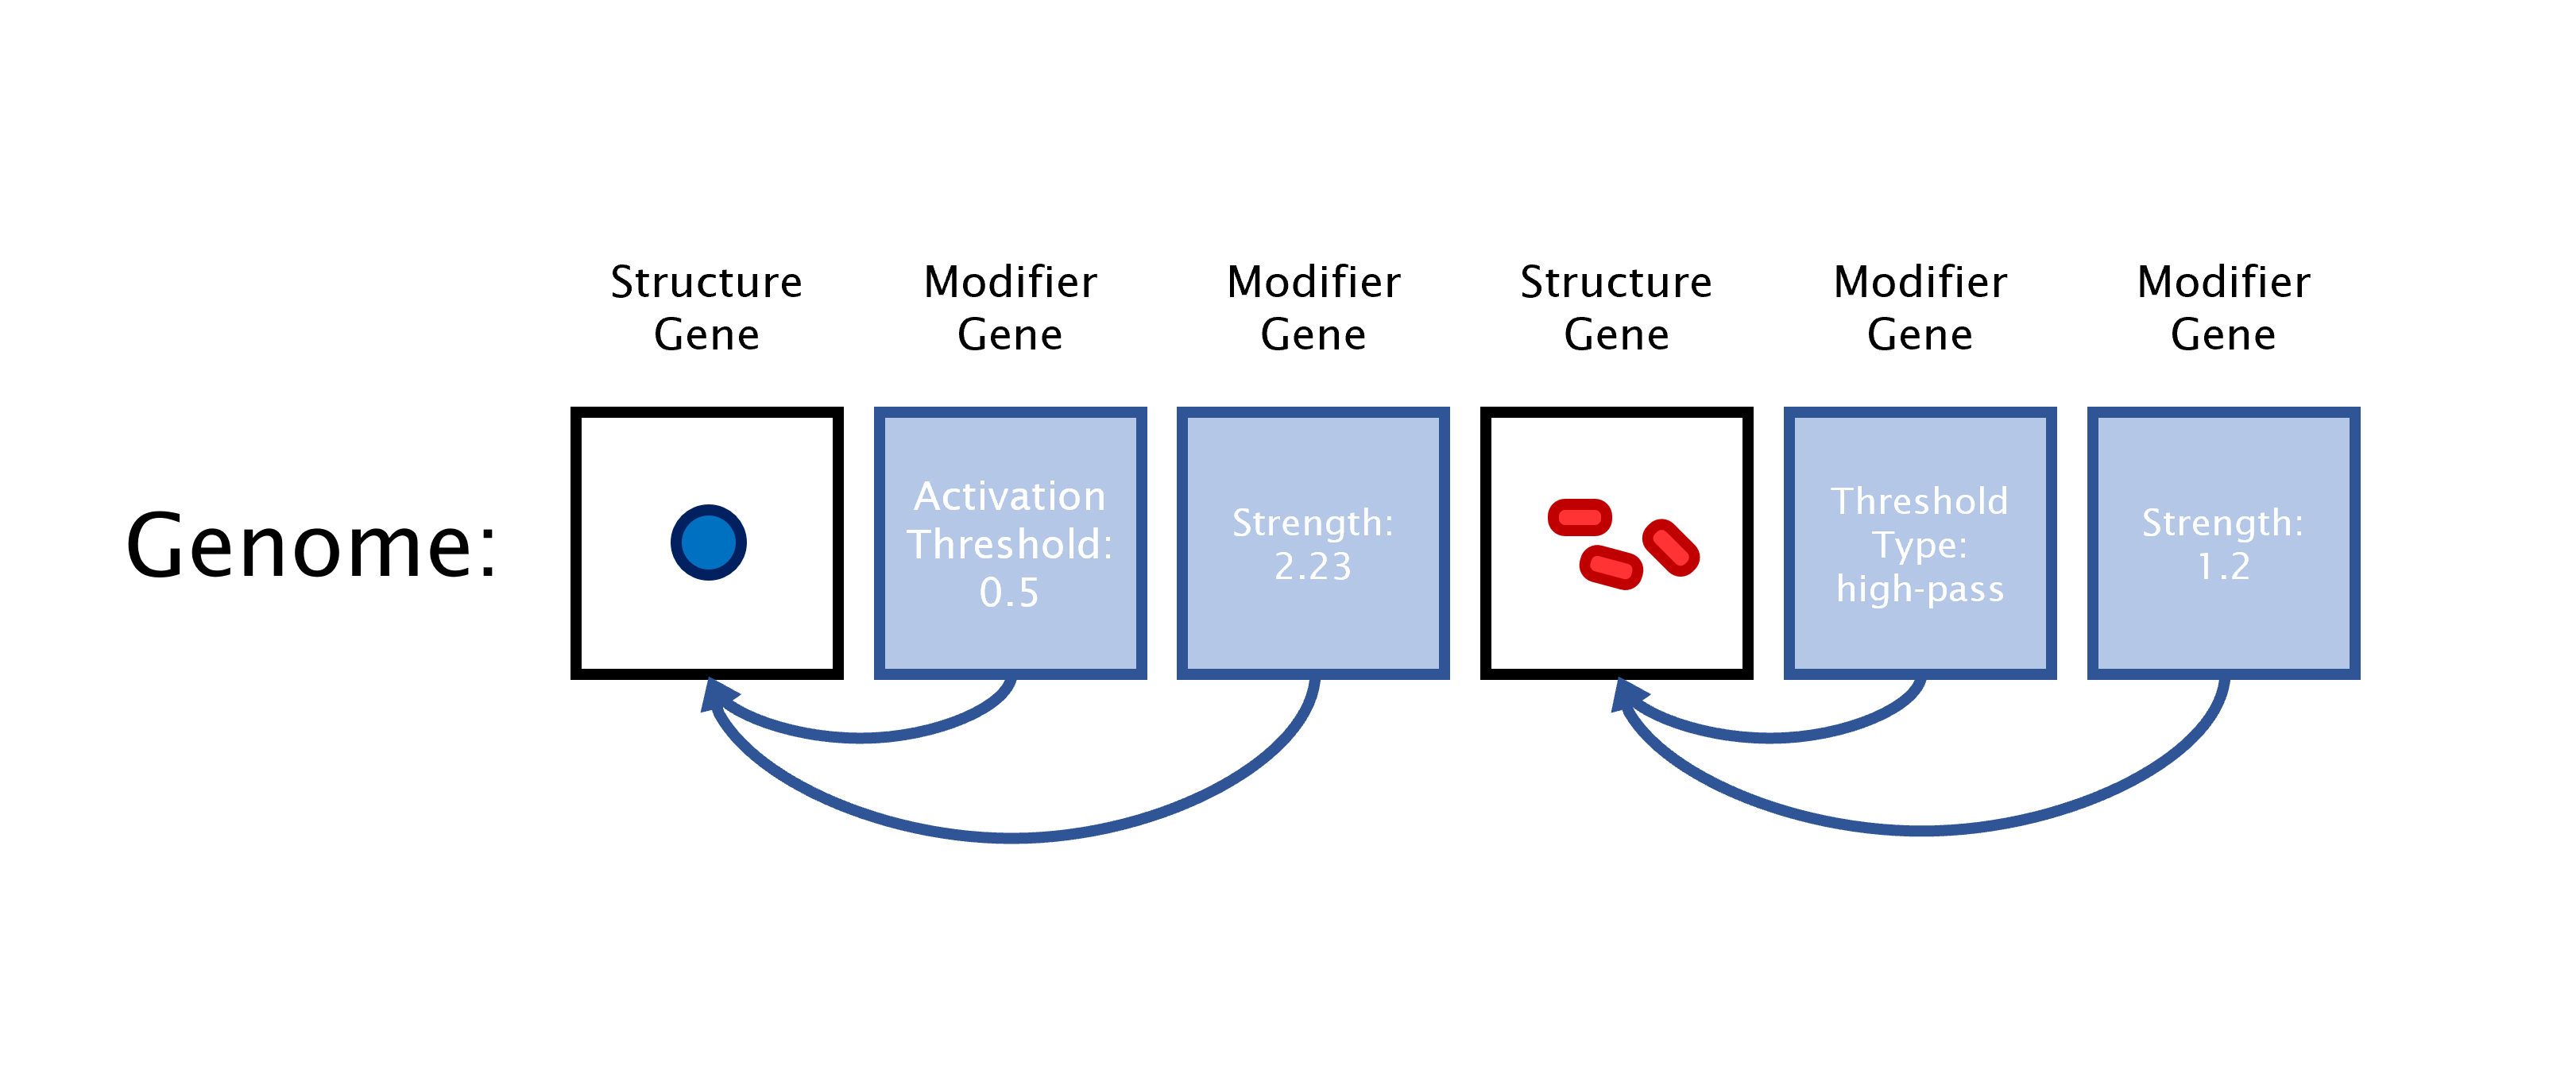 Structure
Gene
Modifier
Gene
Modifier
Gene
Structure
Gene
Modifier
Gene
Modifier
Gene
Genome:
Activation
Threshold:
0.5
Strength:
2.23
Threshold
Type:
high-pass
Strength:
1.2